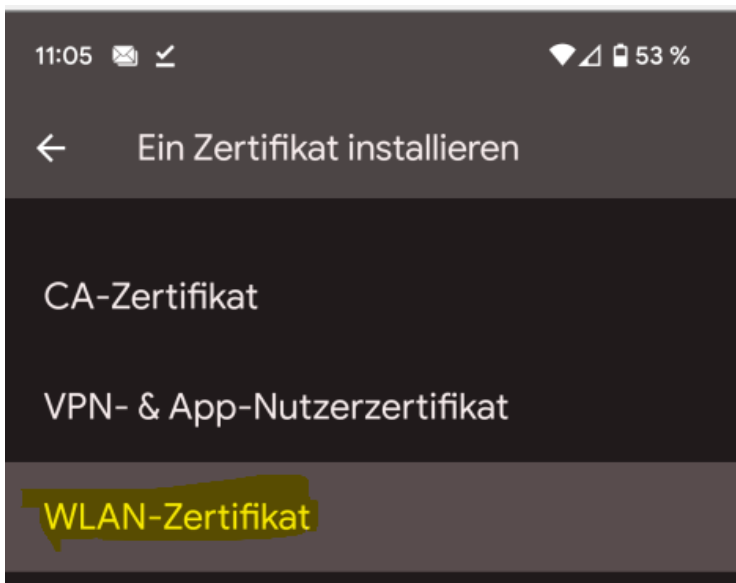 11:05 53 %
Ein Zertifikat installieren
CA-Zertifikat
VPN- & App-Nutzerzertifikat
WLAN-Zertifikat